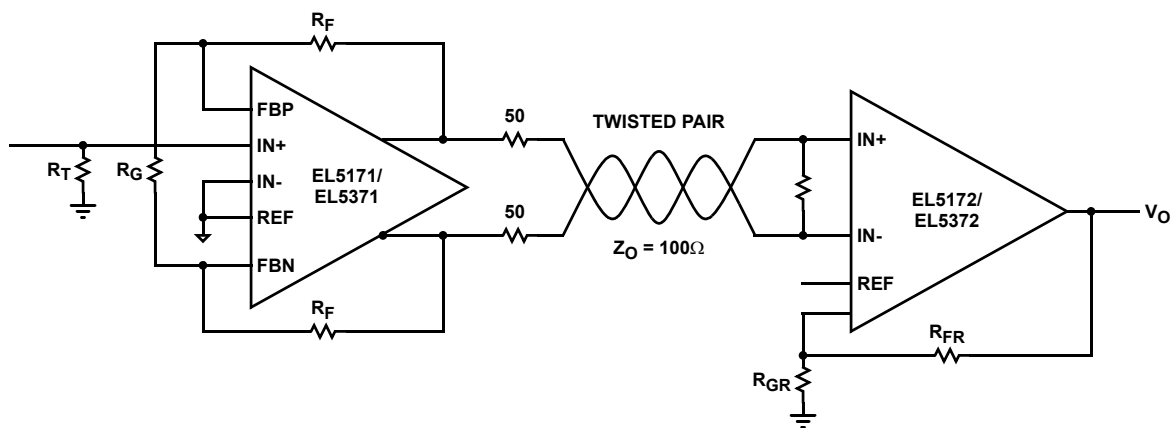 RF
FBP
IN+
RT
RG
IN-
EL5171/
EL5371
REF
FBN
RF
50
50
TWISTED PAIR
ZO = 100Ω
IN+
EL5172/
EL5372
IN-
REF
VO
RFR
RGR